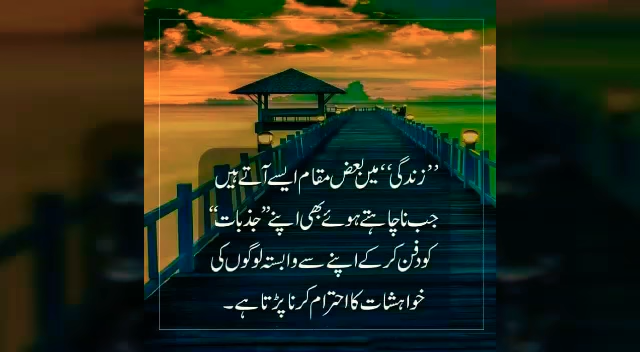 ’’زندگی‘‘ میں بعض مقام ایسے آتے ہیں
جب نا چاہتے ہوئے بھی اپنے ’’جذبات‘‘
کو دفن کر کے اپنے سے وابستہ لوگوں کی
خواہشات کا احترام کرنا پڑتا ہے۔